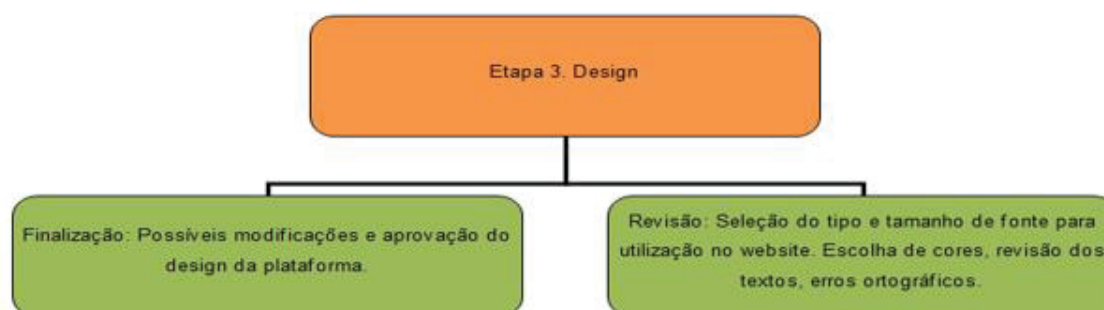 Etapa 3. Design
Finalização: Possíveis modificações e aprovação do
design da plataforma.
Revisão: Seleção do tipo e tamanho de fonte para
utilização no website. Escolha de cores, revisão dos
textos, erros ortográficos.